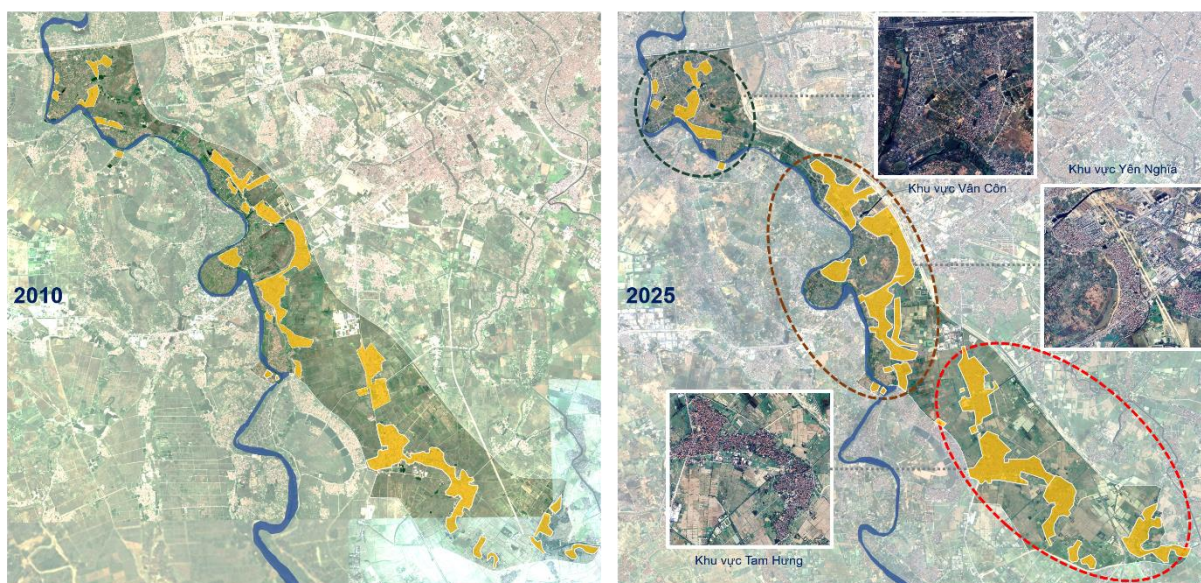 2010
2025
Khu vực Vân Côn
Khu vực Yên Nghĩa
Khu vực Tam Hưng